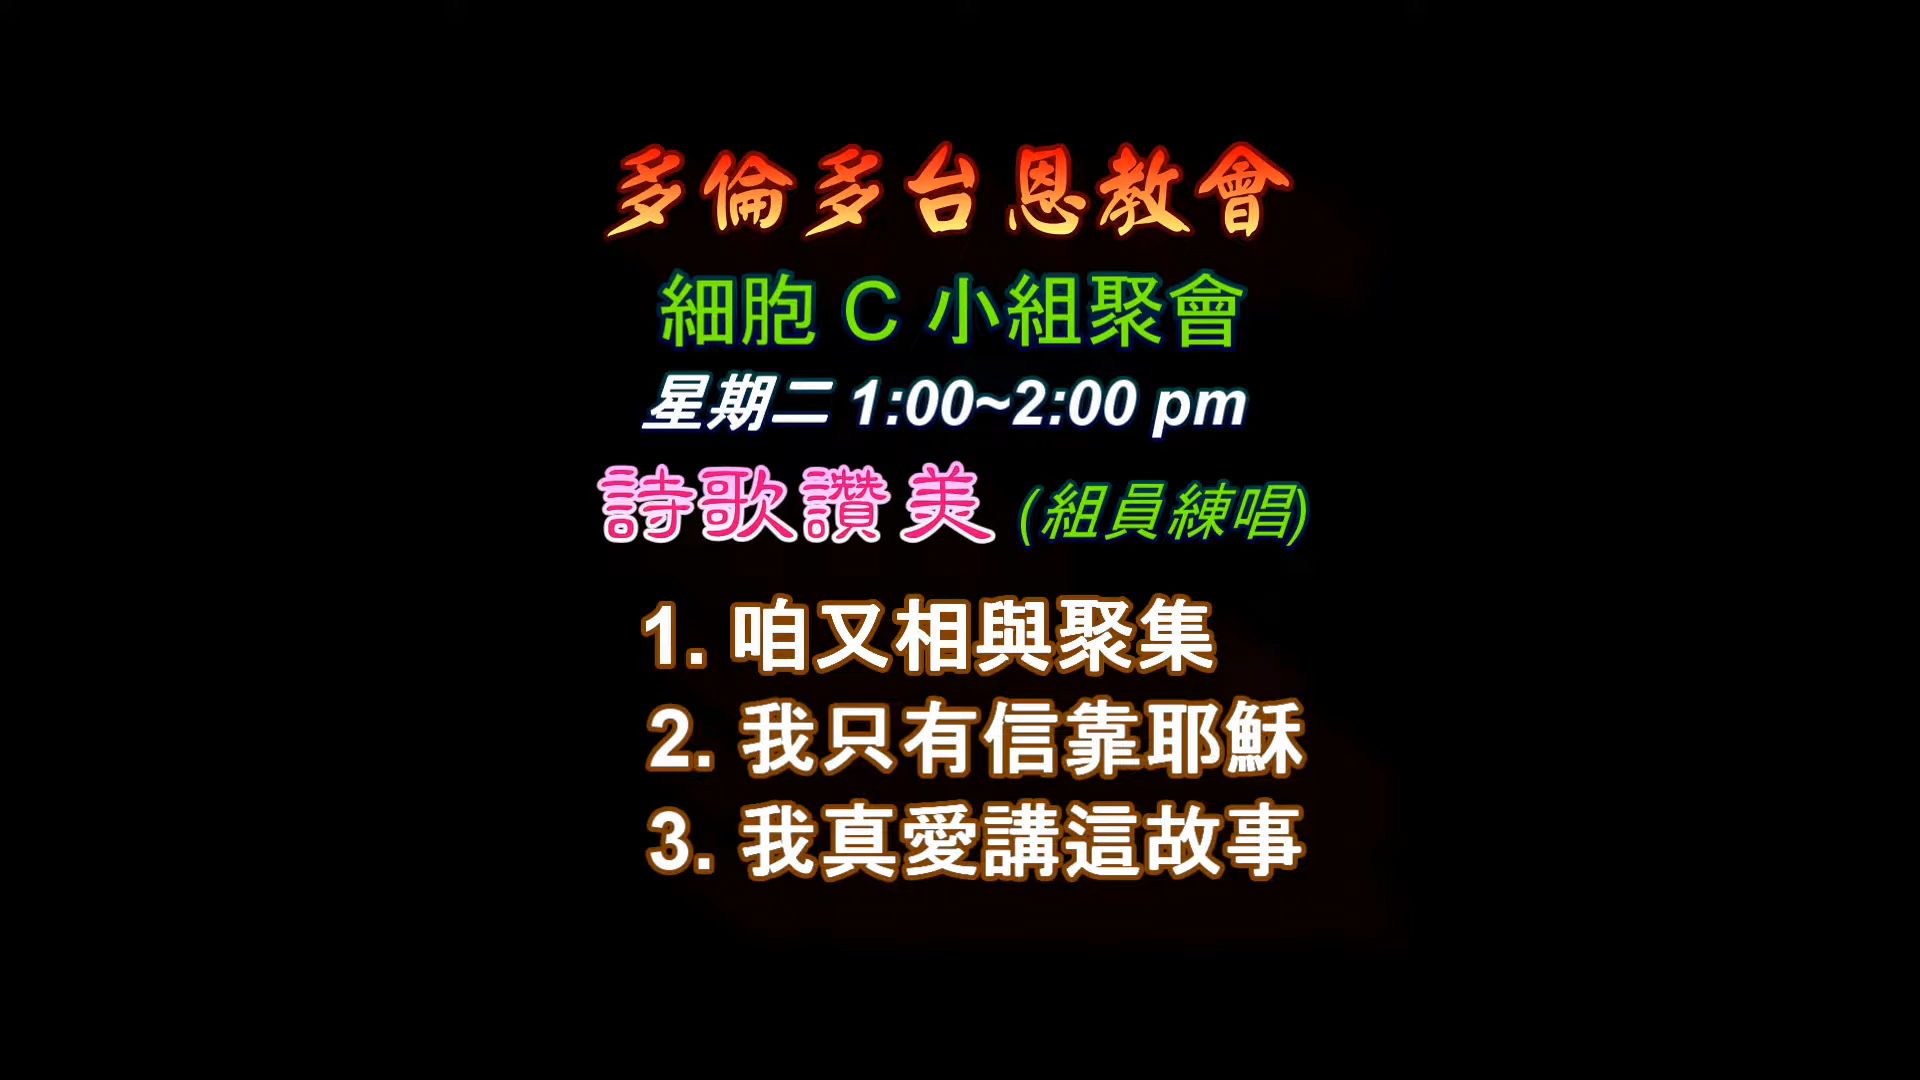 多倫多台恩教會
細胞 C 小組聚會
星期二 1:00~2:00 pm
詩歌讚美 (組員練唱)
1. 咱又相與聚集
2. 我只有信靠耶穌
3. 我真愛講這故事